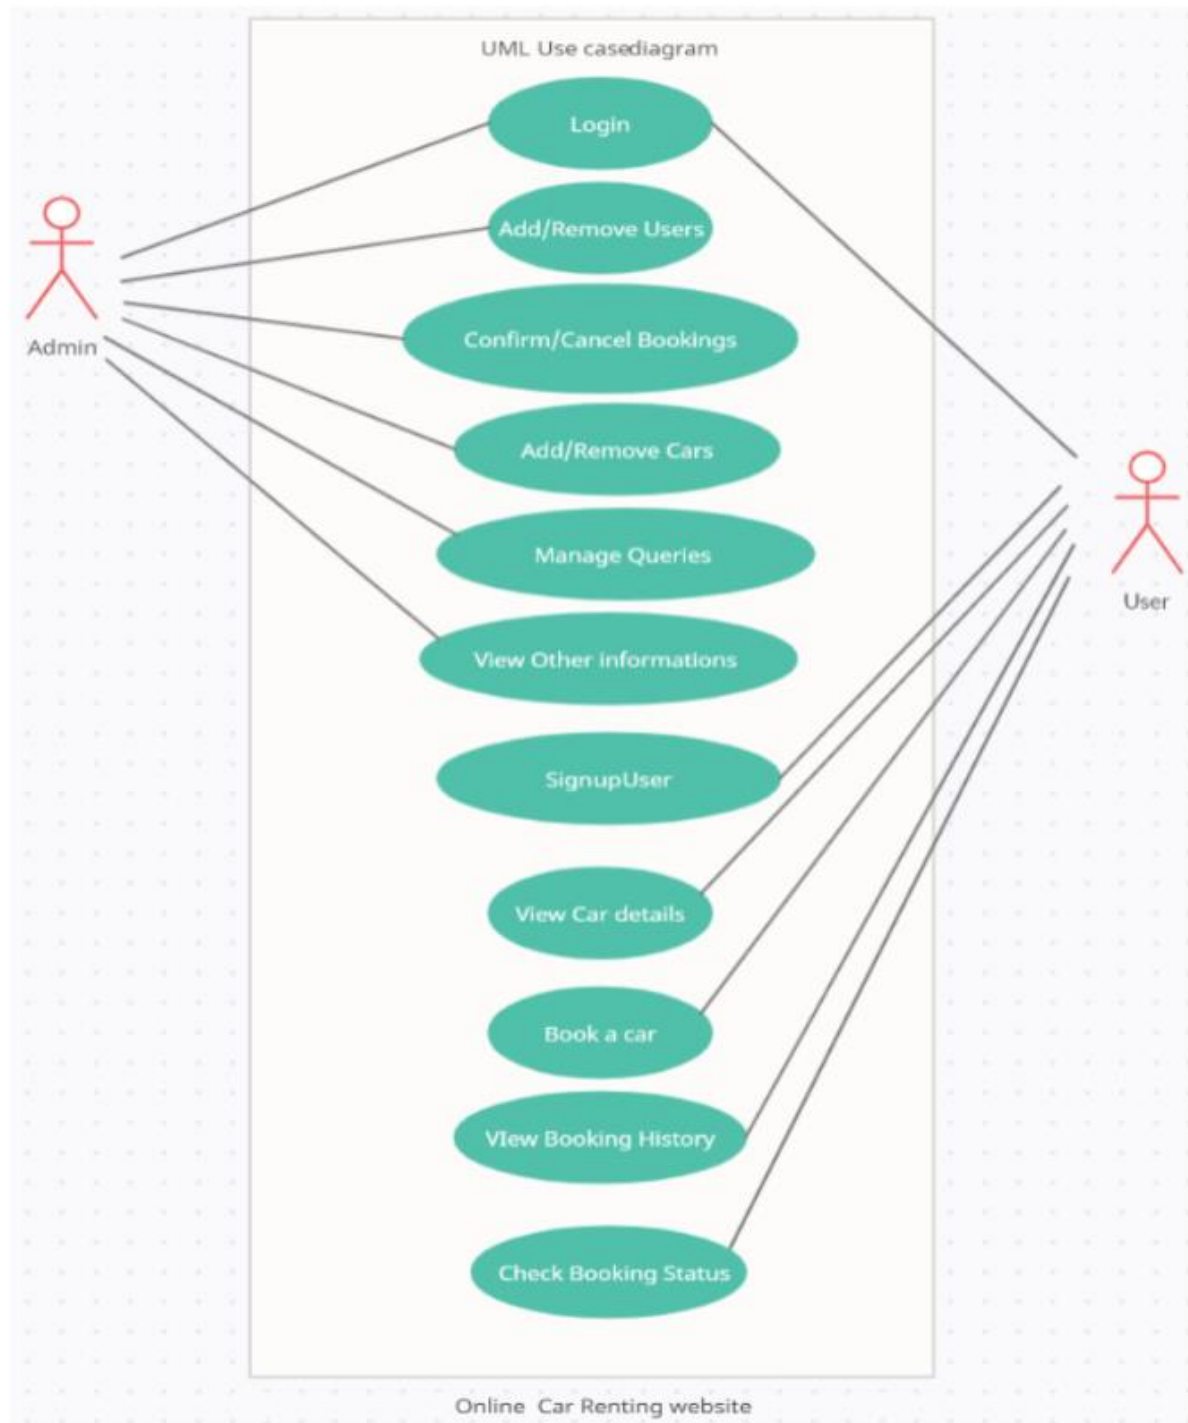 UML Use casediagram
Login
Add/Remove Users
Confirm/Cancel Bookings
Admin
Add/Remove Cars
Manage Queries
User
View Other informations
SignupUser
View Car details
Book a car
VIew Booking History
Check Booking Status
Online Car Renting website